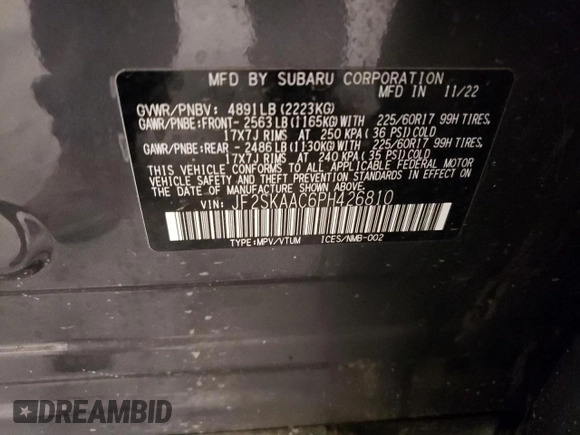 MFD BY SUBARU CORPORATION
GVWR/PNBV: 4891LB(2223KG) MFD IN 11/22
GAWR/PNBE:FRONT- 2563LB(1165KG)WITH 225/60R17 99H TIRES,
17X7J RIMS AT 250 KPA(36 PSI)COLD
GAWR/PNBE:REAR - 2486LB(1130KG)WITH 225/60R17 99H TIRES,
17X7J RIMS AT 240 KPA(35 PSI)COLD
THIS VEHICLE CONFORMS TO ALL APPLICABLE FEDERAL MOTOR
VEHICLE SAFETY AND THEFT PREVENTION STANDARDS IN EFFECT
ON THE DATE OF MANUFACTURE SHOWN ABOVE.
VIN: JF2SKAAC6PH426810
TYPE:MPV/VTUM ICES/NMB-002
DREAMBID